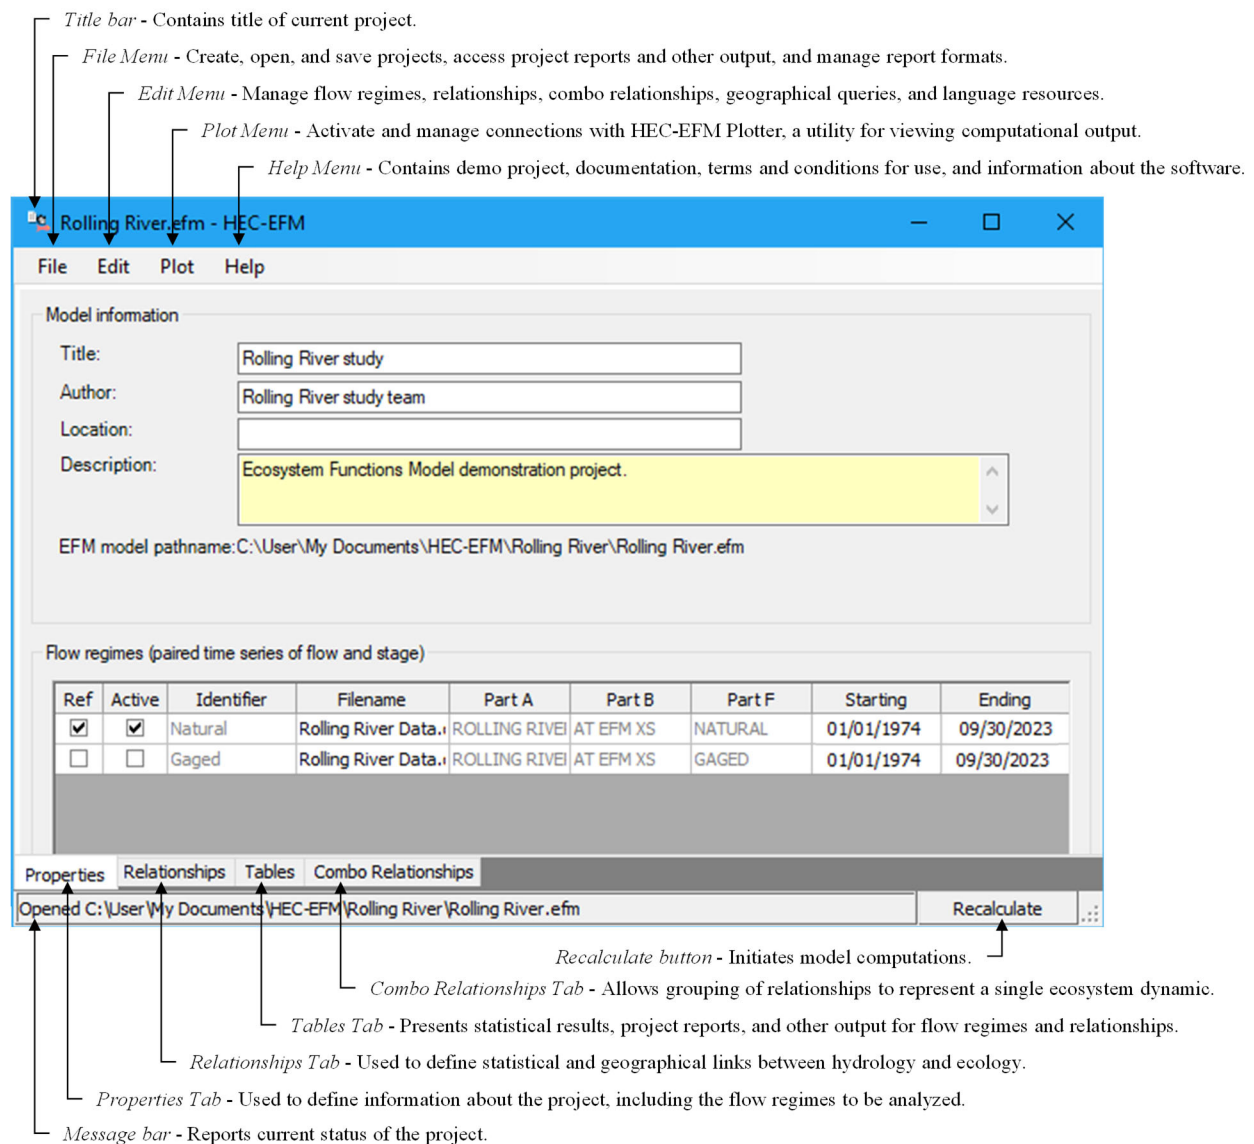 Title bar - Contains title of current project.
File Menu - Create, open, and save projects, access project reports and other output, and manage report formats.
Edit Menu - Manage flow regimes, relationships, combo relationships, geographical queries, and language resources.
Plot Menu - Activate and manage connections with HEC-EFM Plotter, a utility for viewing computational output.
Help Menu - Contains demo project, documentation, terms and conditions for use, and information about the software.
Rolling River.efm - HEC-EFM
File Edit Plot Help
Model information
Title: Rolling River study
Author: Rolling River study team
Location:
Description: Ecosystem Functions Model demonstration project.
EFM model pathname:C:\User\My Documents\HEC-EFM\Rolling River\Rolling River.efm
Flow regimes (paired time series of flow and stage)
Ref Active Identifier Filename Part A Part B Part F Starting Ending
Natural Rolling River Data. ROLLING RIVE AT EFM XS NATURAL 01/01/1974 09/30/2023
Gaged Rolling River Data. ROLLING RIVE AT EFM XS GAGED 01/01/1974 09/30/2023
Properties Relationships Tables Combo Relationships
Opened C:\User\My Documents\HEC-EFM\Rolling River\Rolling River.efm Recalculate
Recalculate button - Initiates model computations.
Combo Relationships Tab - Allows grouping of relationships to represent a single ecosystem dynamic.
Tables Tab - Presents statistical results, project reports, and other output for flow regimes and relationships.
Relationships Tab - Used to define statistical and geographical links between hydrology and ecology.
Properties Tab - Used to define information about the project, including the flow regimes to be analyzed.
Message bar - Reports current status of the project.